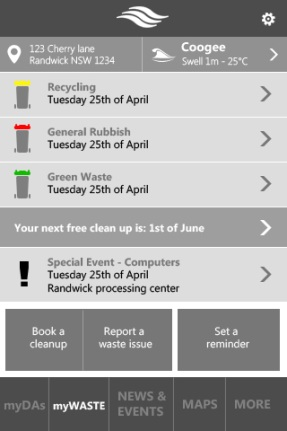 123 Cherry lane
Randwick NSW 1234
Coogee
Swell 1m - 25°C
Recycling
Tuesday 25th of April
General Rubbish
Tuesday 25th of April
Green Waste
Tuesday 25th of April
Your next free clean up is: 1st of June
Special Event - Computers
Tuesday 25th of April
Randwick processing center
Book a
cleanup
Report a
waste issue
Set a
reminder
myDAs
myWASTE
NEWS &
EVENTS
MAPS
MORE